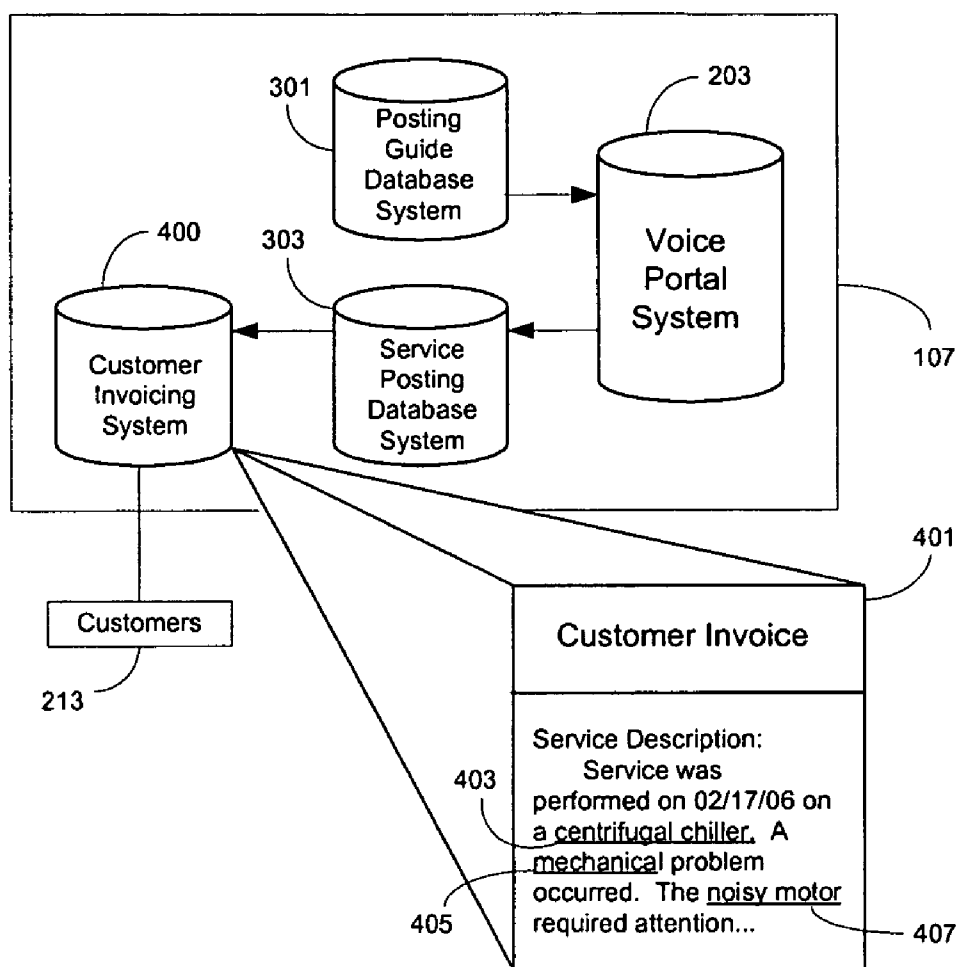 301
Posting
Guide
Database
System
203
Voice
Portal
System
400
Customer
Invoicing
System
303
Service
Posting
Database
System
107
Customers
213
401
Customer Invoice
Service Description:
Service was
performed on 02/17/06 on
a centrifugal chiller. A
mechanical problem
occurred. The noisy motor
required attention...
403
405
407